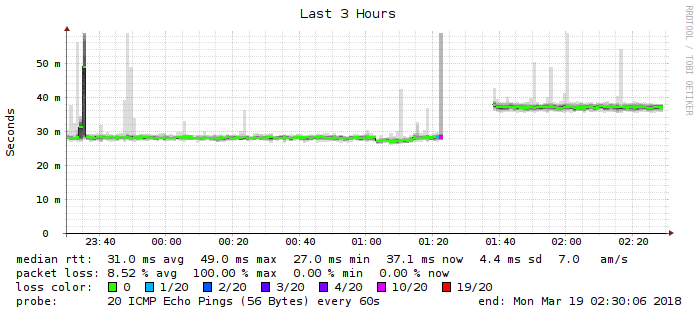 Last 3 Hours
RRDTOOL / TOBI OETIKER
Seconds
50 m
40 m
30 m
20 m
10 m
0
23:40 00:00 00:20 00:40 01:00 01:20 01:40 02:00 02:20
median rtt: 31.0 ms avg 49.0 ms max 27.0 ms min 37.1 ms now 4.4 ms sd 7.0 am/s
packet loss: 8.52 % avg 100.00 % max 0.00 % min 0.00 % now
loss color: 0 1/20 2/20 3/20 4/20 10/20 19/20
probe: 20 ICMP Echo Pings (56 Bytes) every 60s end: Mon Mar 19 02:30:06 2018